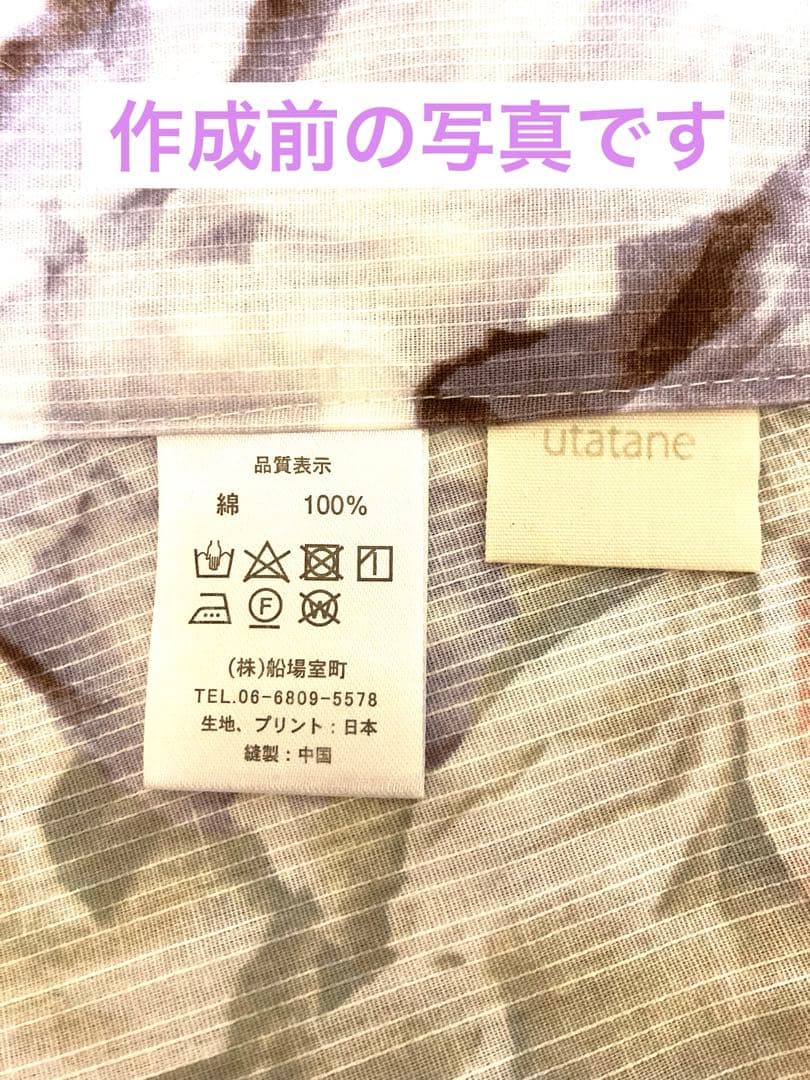 作成前の写真です
utatane
品質表示
綿 100%
(株)船場室町
TEL.06-6809-5578
生地、プリント:日本
縫製:中国